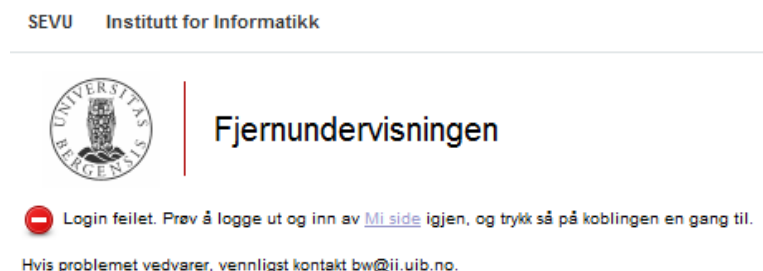 SEVU Institutt for Informatikk
UNIVERSITAS BERGENSIS
Fjernundervisningen
Login feilet. Prøv å logge ut og inn av Mi side igjen, og trykk så på koblingen en gang til.
Hvis problemet vedvarer, vennligst kontakt bw@ii.uib.no.